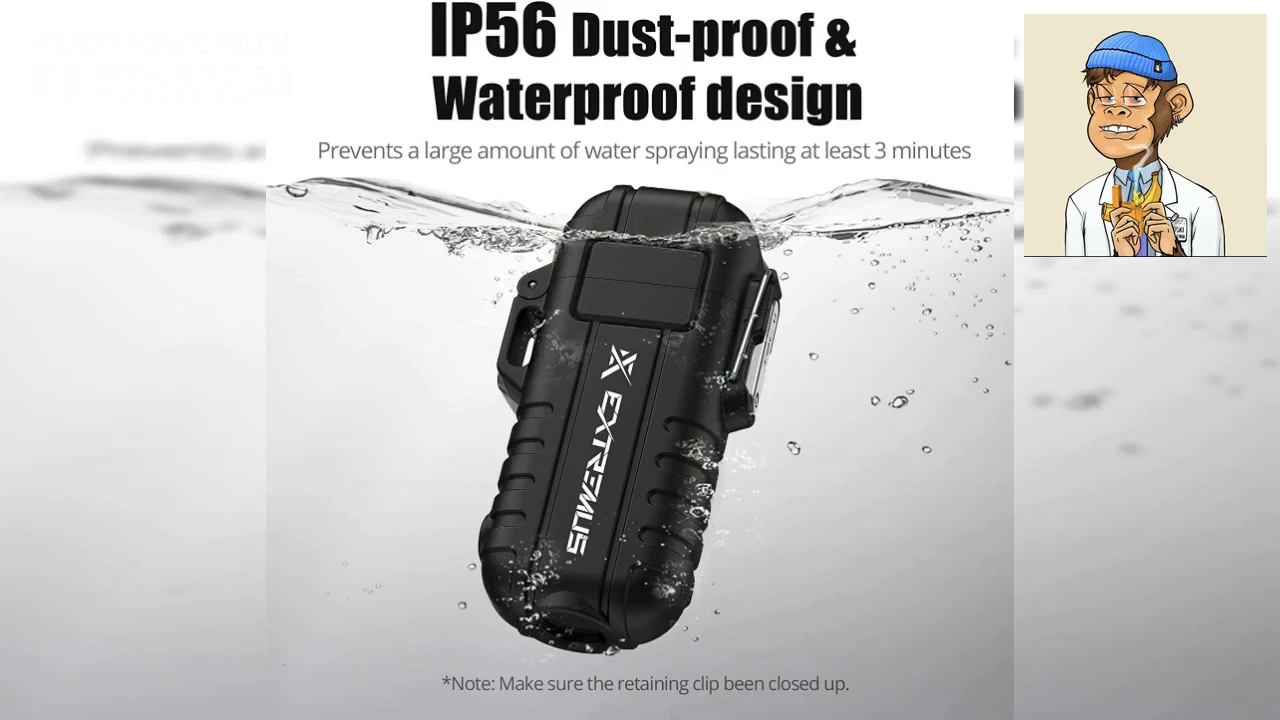 IP56 Dust-proof &
Waterproof design
Prevents a large amount of water spraying lasting at least 3 minutes
X EXTREMUS
*Note: Make sure the retaining clip been closed up.